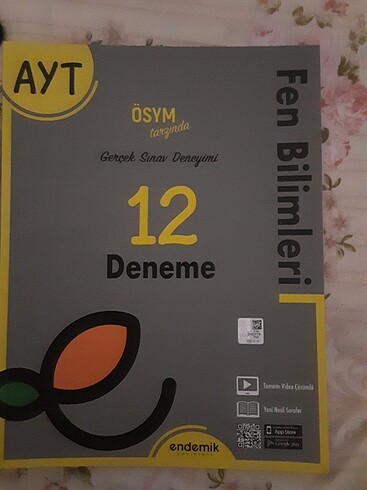 AYT
ÖSYM
tarzında
Gerçek Sınav Deneyimi
12
Deneme
Fen Bilimleri
Tamamı Video Çözümlü
Yeni Nesil Sorular
App Store
Google Play
endemik